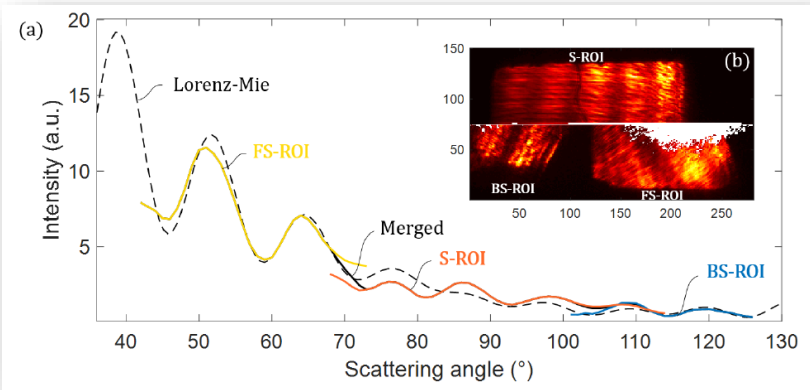 (a)
20
15
10
5
Intensity (a.u.)
Lorenz-Mie
FS-ROI
Merged
S-ROI
BS-ROI
40 50 60 70 80 90 100 110 120 130
Scattering angle (°)
150
100
50
S-ROI
(b)
BS-ROI
FS-ROI
50 100 150 200 250